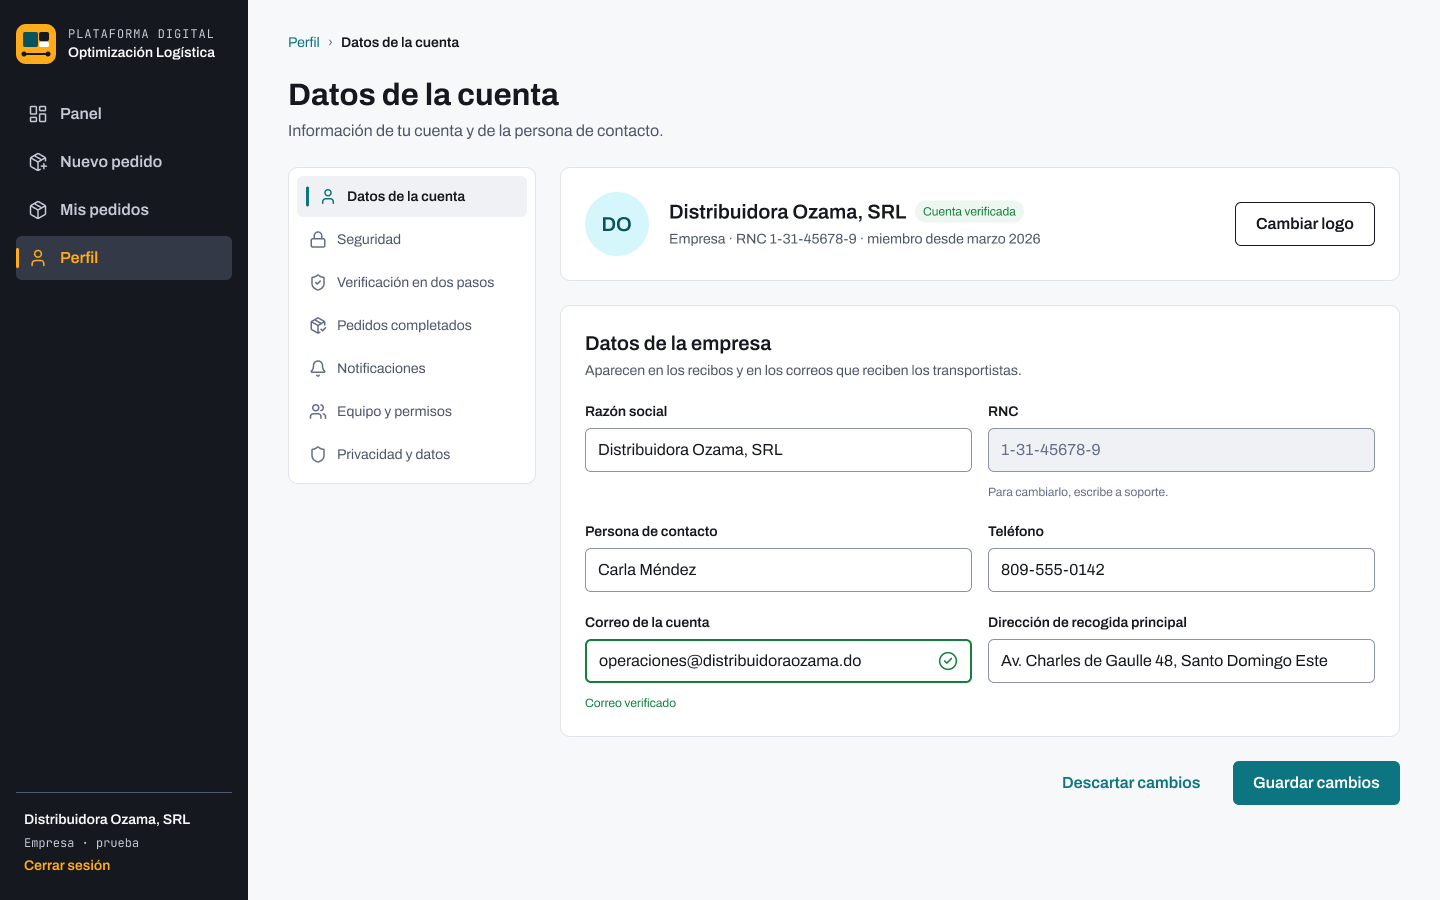 PLATAFORMA DIGITAL
Optimización Logística
Panel
Nuevo pedido
Mis pedidos
Perfil
Distribuidora Ozama, SRL
Empresa · prueba
Cerrar sesión
Perfil › Datos de la cuenta
Datos de la cuenta
Información de tu cuenta y de la persona de contacto.
Datos de la cuenta
Seguridad
Verificación en dos pasos
Pedidos completados
Notificaciones
Equipo y permisos
Privacidad y datos
DO
Distribuidora Ozama, SRL Cuenta verificada
Empresa · RNC 1-31-45678-9 · miembro desde marzo 2026
Cambiar logo
Datos de la empresa
Aparecen en los recibos y en los correos que reciben los transportistas.
Razón social
Distribuidora Ozama, SRL
RNC
1-31-45678-9
Para cambiarlo, escribe a soporte.
Persona de contacto
Carla Méndez
Teléfono
809-555-0142
Correo de la cuenta
operaciones@distribuidoraozama.do
Correo verificado
Dirección de recogida principal
Av. Charles de Gaulle 48, Santo Domingo Este
Descartar cambios
Guardar cambios